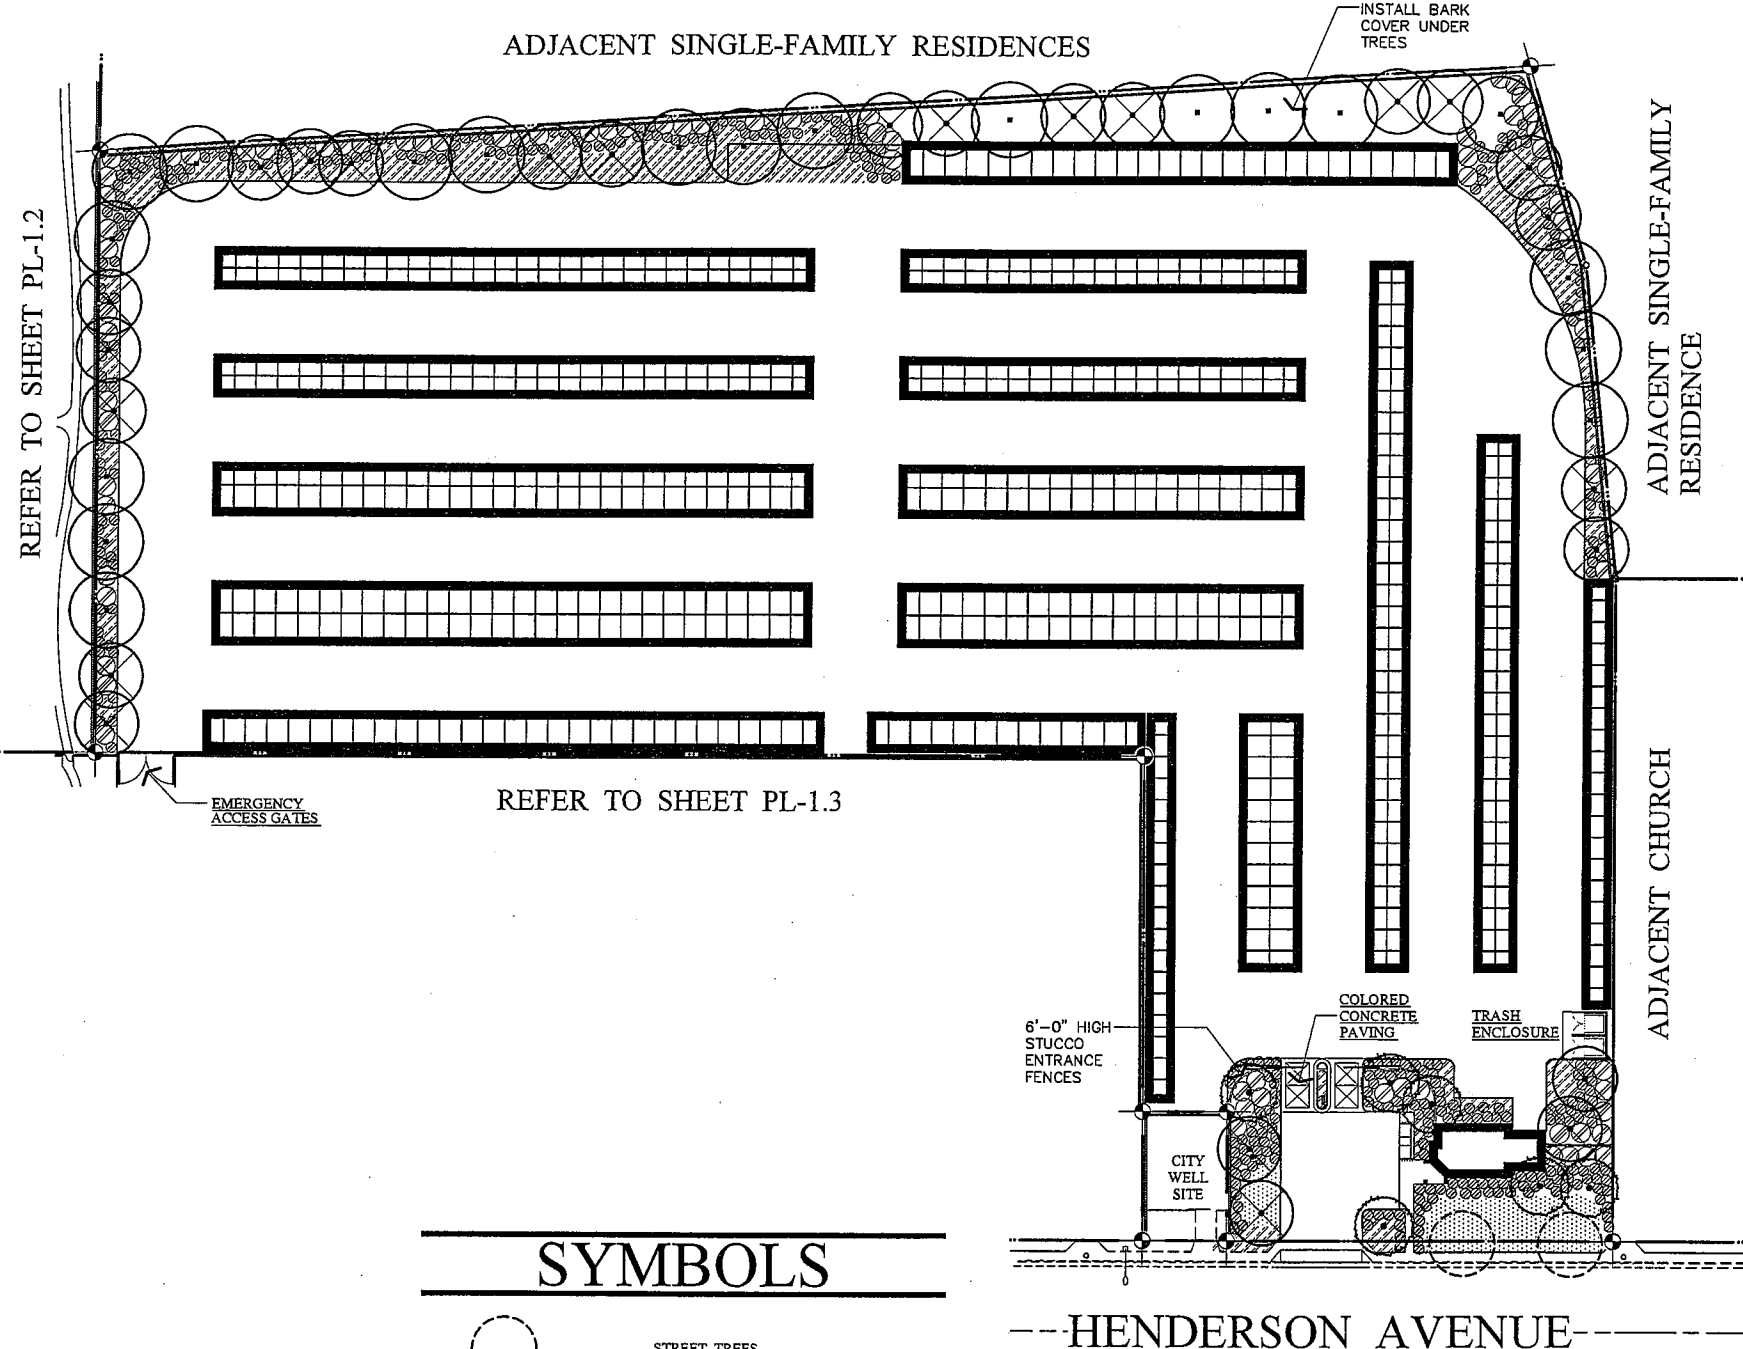 INSTALL BARK
COVER UNDER
TREES
ADJACENT SINGLE-FAMILY RESIDENCES
ADJACENT SINGLE-FAMILY
RESIDENCE
REFER TO SHEET PL-1.2
EMERGENCY
ACCESS GATES
REFER TO SHEET PL-1.3
ADJACENT CHURCH
COLORED
CONCRETE
PAVING
TRASH
ENCLOSURE
6'-0" HIGH
STUCCO
ENTRANCE
FENCES
CITY
WELL
SITE
SYMBOLS
STREET TREES
HENDERSON AVENUE